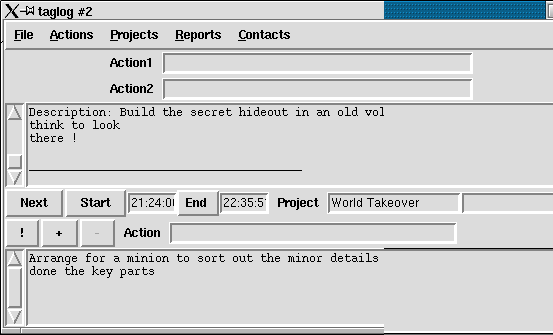 taglog #2
File Actions Projects Reports Contacts
Action1
Action2
Description: Build the secret hideout in an old vol
think to look
there !
Next Start 21:24:0 End 22:35:5 Project World Takeover
! + - Action
Arrange for a minion to sort out the minor details
done the key parts